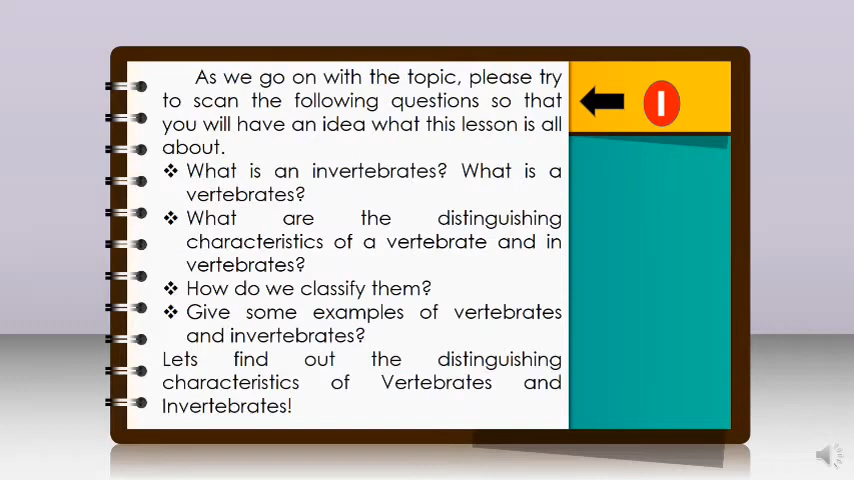 As we go on with the topic, please try
to scan the following questions so that
you will have an idea what this lesson is all
about.
❖ What is an invertebrates? What is a
vertebrates?
❖ What are the distinguishing
characteristics of a vertebrate and in
vertebrates?
❖ How do we classify them?
❖ Give some examples of vertebrates
and invertebrates?
Lets find out the distinguishing
characteristics of Vertebrates and
Invertebrates!
I